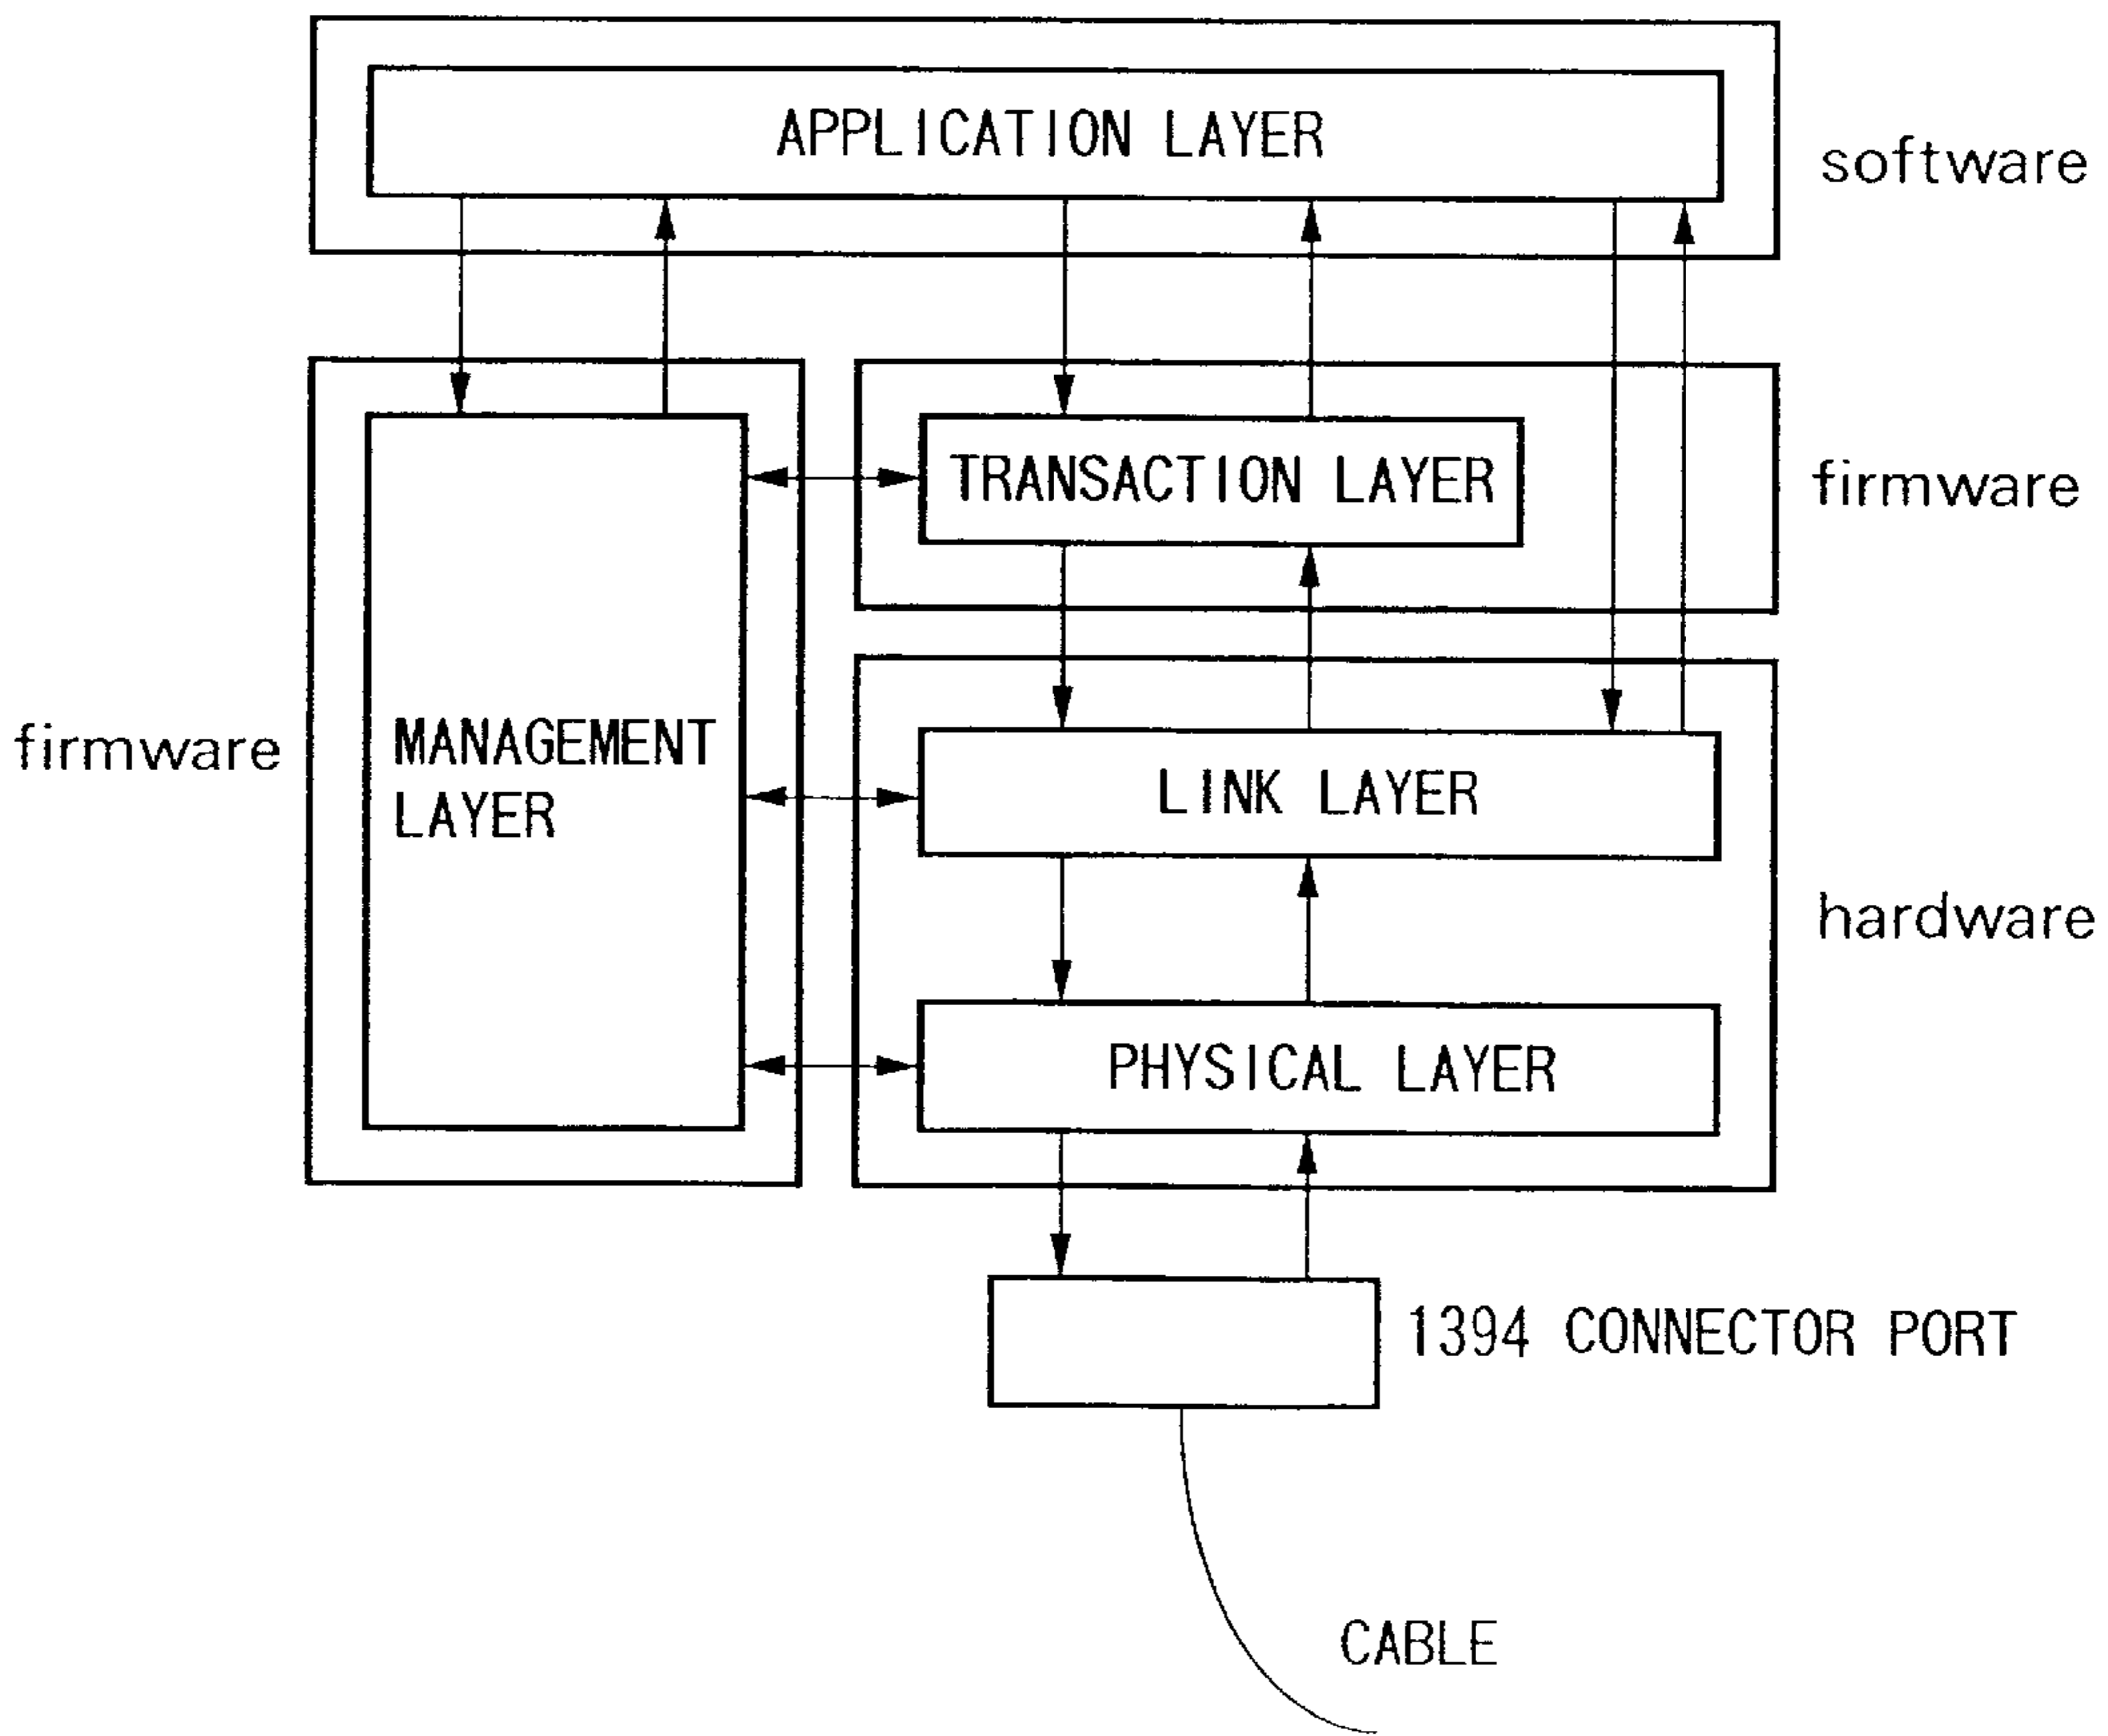 APPLICATION LAYER
software
TRANSACTION LAYER
firmware
firmware
MANAGEMENT
LAYER
LINK LAYER
hardware
PHYSICAL LAYER
1394 CONNECTOR PORT
CABLE